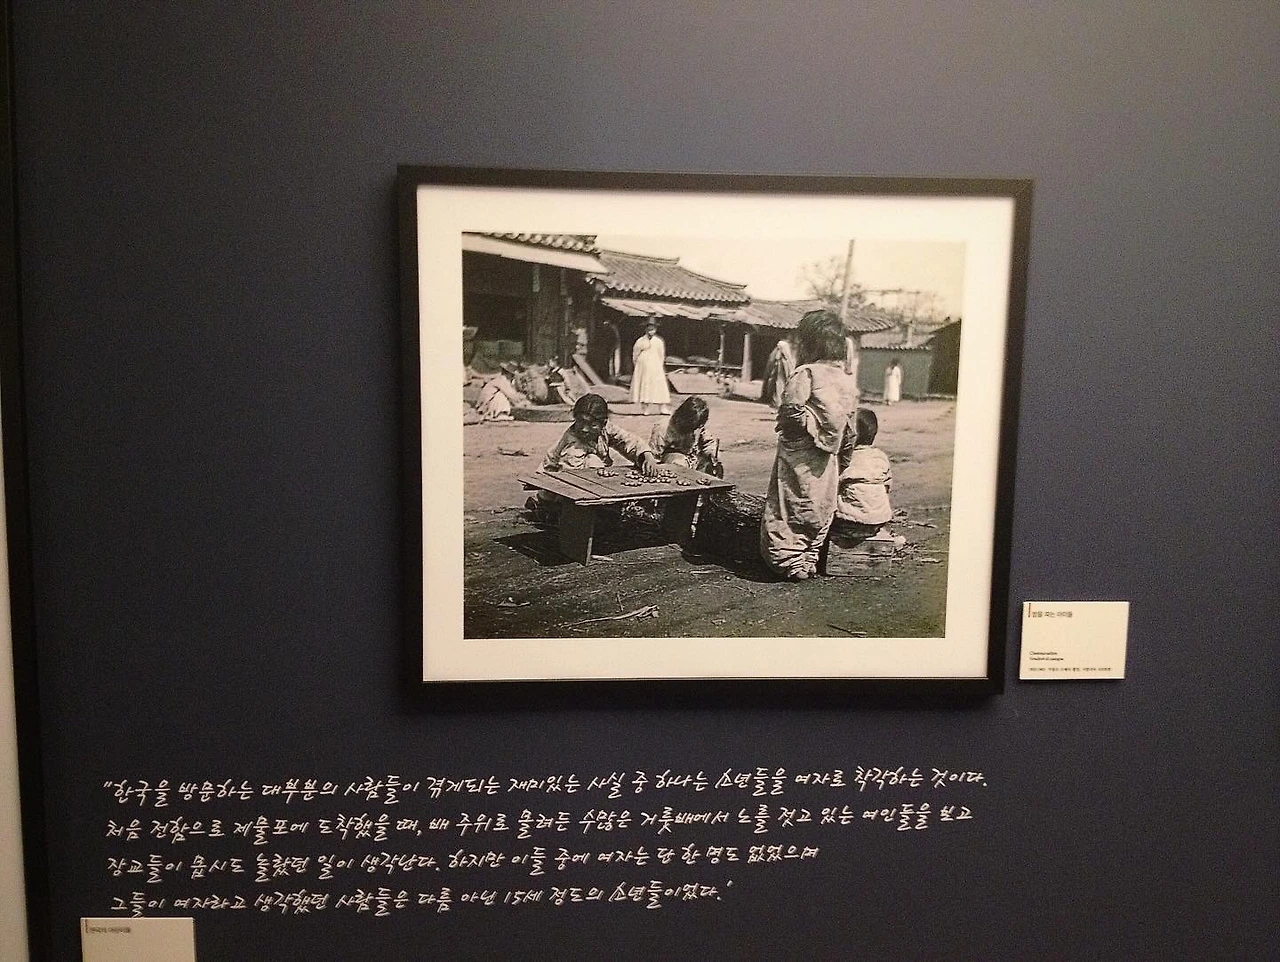 "한국을 방문하는 대부분의 사람들이 겪게되는 재미있는 사실 중 하나는 소년들을 여자로 착각하는 것이다.
처음 전함으로 제물포에 도착했을 때, 배 주위로 몰려든 수많은 거룻배에서 노를 젓고 있는 여인들을 보고
장교들이 몹시도 놀랐던 일이 생각난다. 하지만 이들 중에 여자는 단 한 명도 없었으며
그들이 여자라고 생각했던 사람들은 다름 아닌 15세 정도의 소년들이었다."